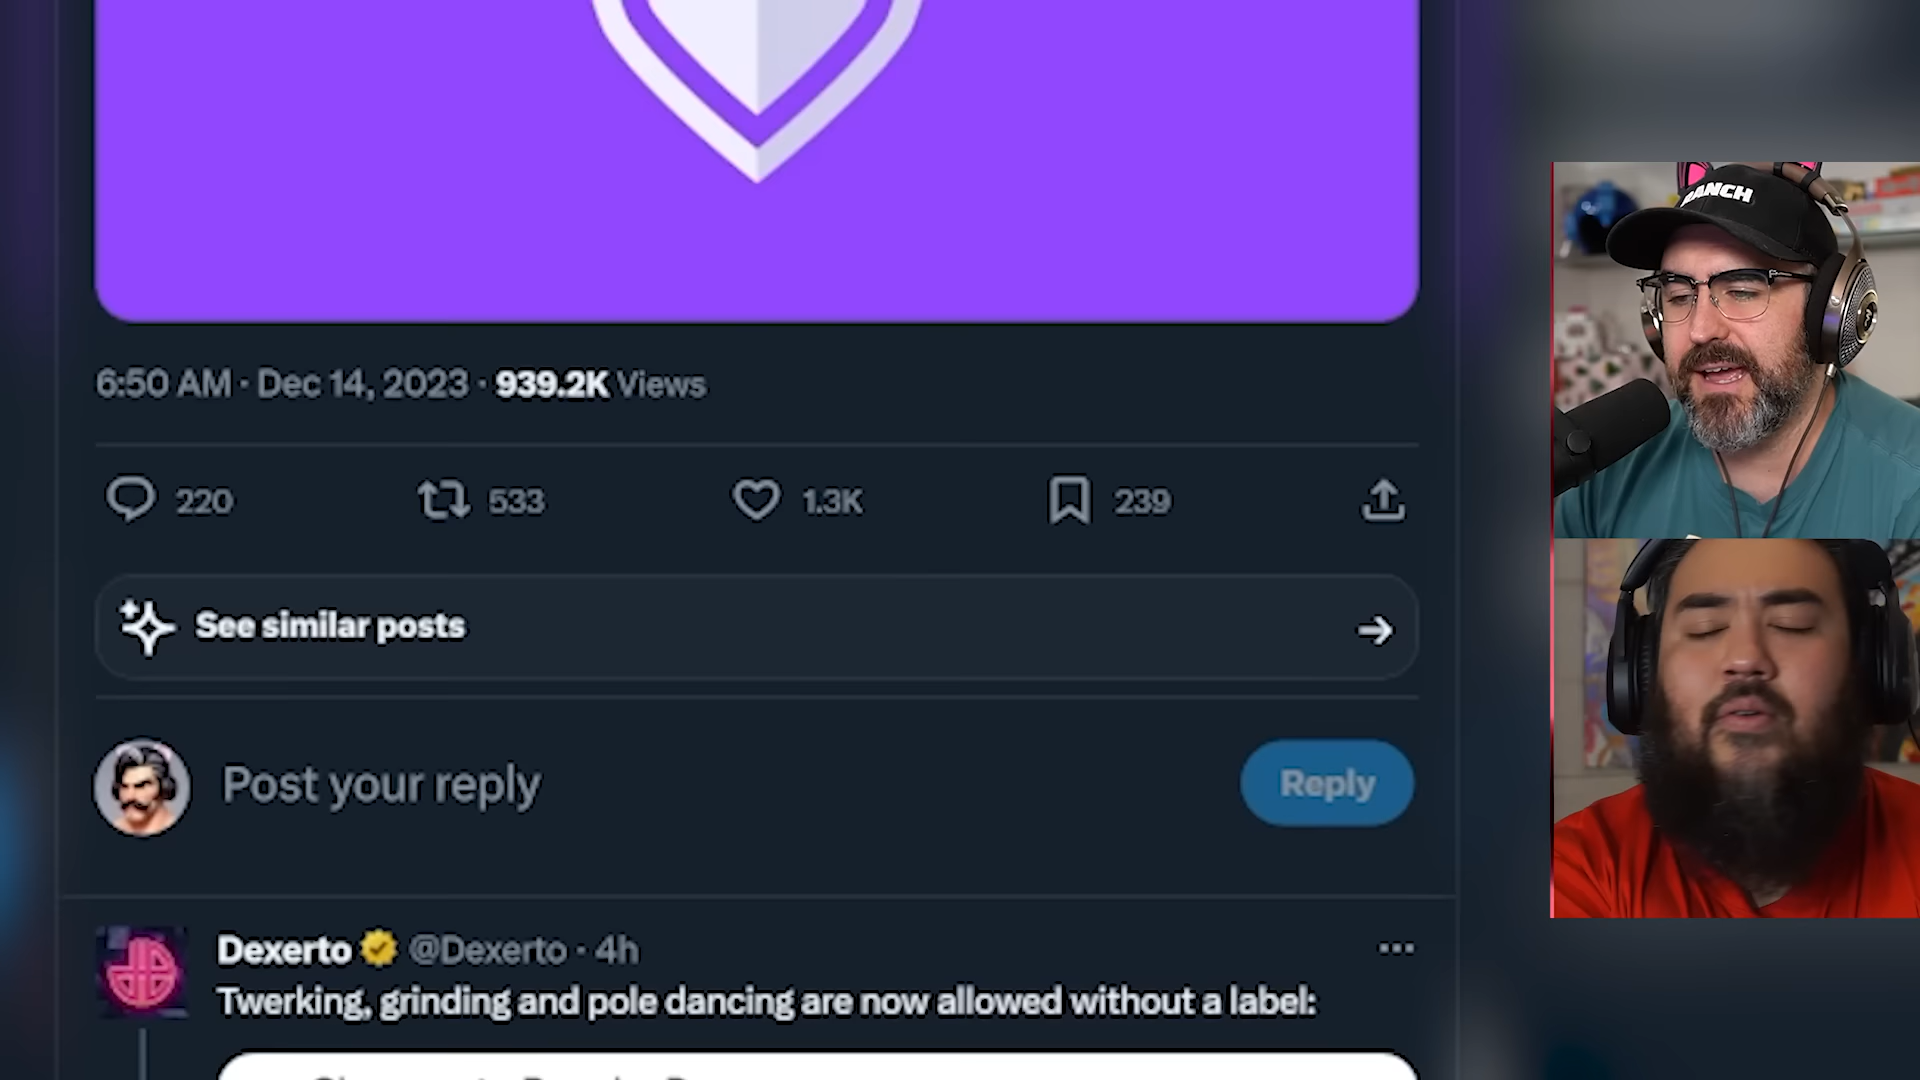 RANCH
6:50 AM · Dec 14, 2023 · 939.2K Views
220 533 1.3K 239
See similar posts
Post your reply
Reply
Dexerto @Dexerto · 4h
Twerking, grinding and pole dancing are now allowed without a label: